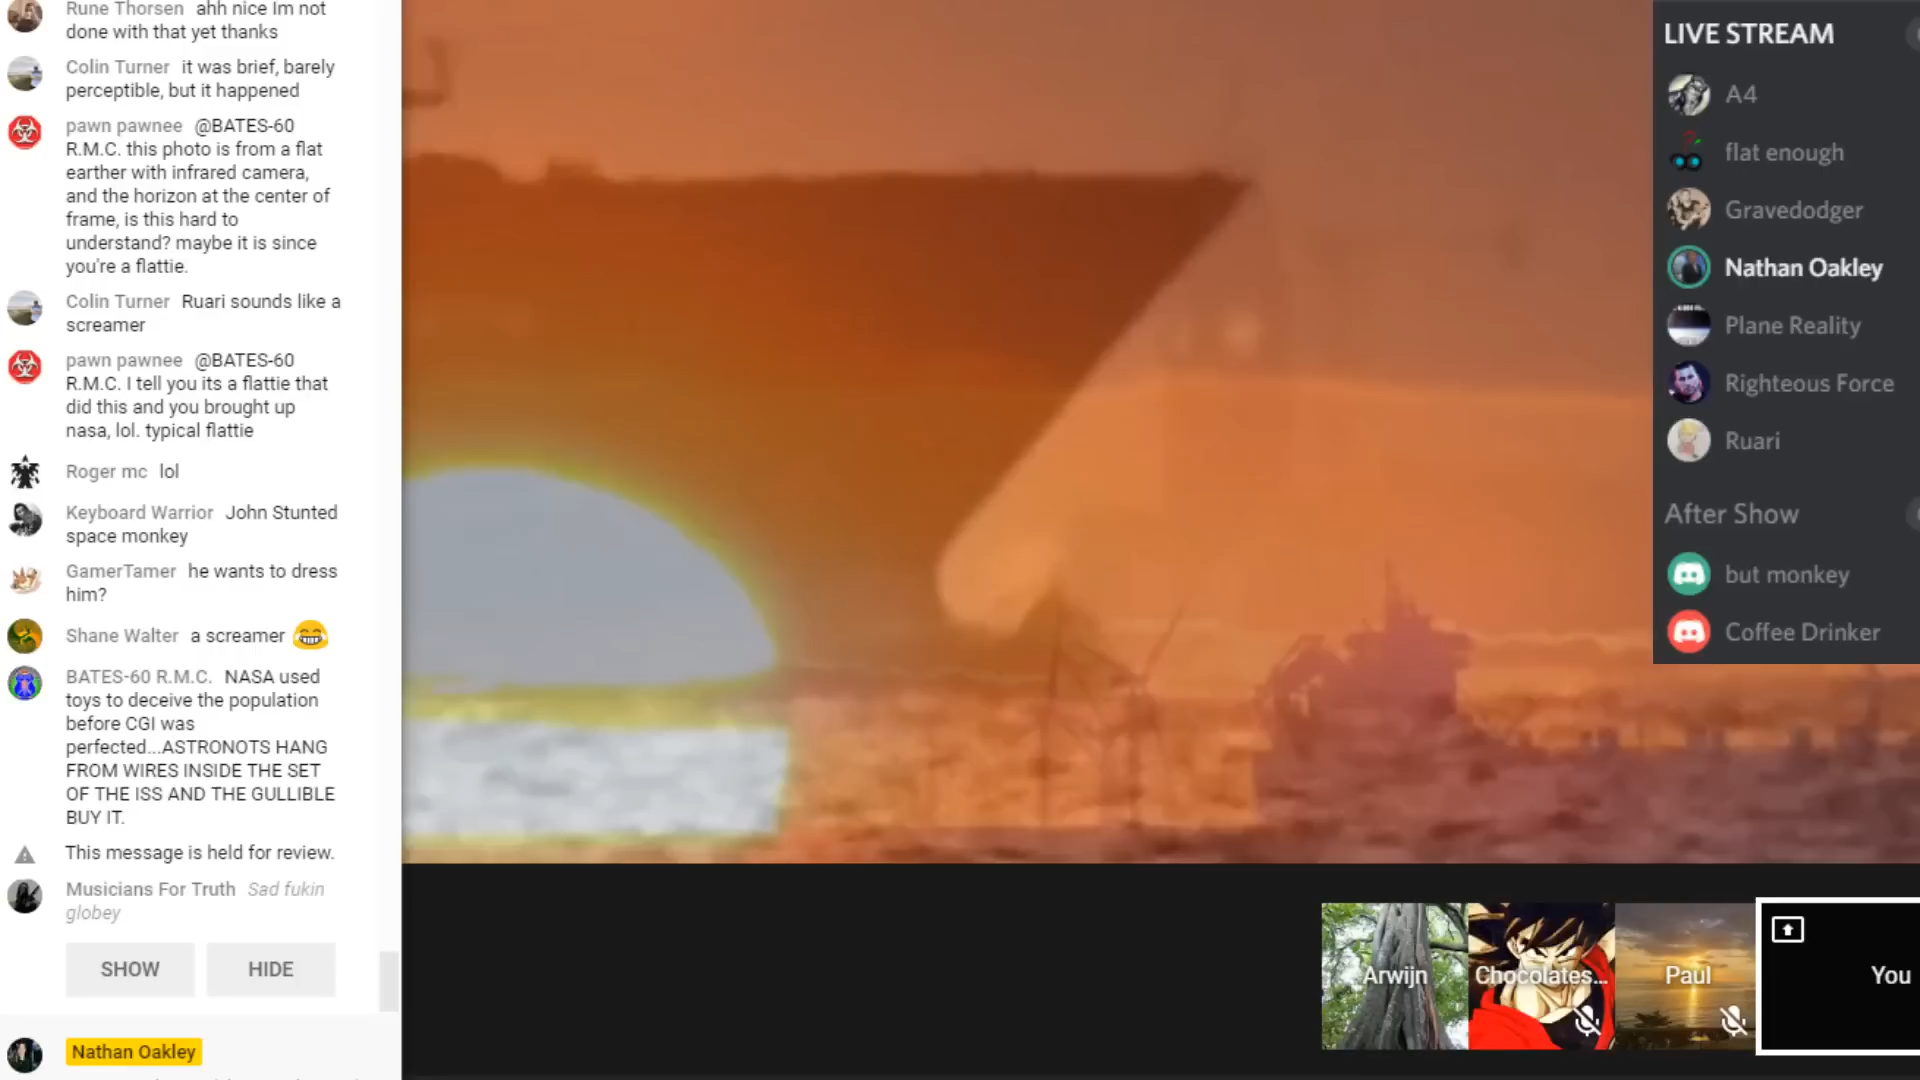 Rune Thorsen ahh nice Im not
done with that yet thanks
Colin Turner it was brief, barely
perceptible, but it happened
pawn pawnee @BATES-60
R.M.C. this photo is from a flat
earther with infrared camera,
and the horizon at the center of
frame, is this hard to
understand? maybe it is since
you're a flattie.
Colin Turner Ruari sounds like a
screamer
pawn pawnee @BATES-60
R.M.C. I tell you its a flattie that
did this and you brought up
nasa, lol. typical flattie
Roger mc lol
Keyboard Warrior John Stunted
space monkey
GamerTamer he wants to dress
him?
Shane Walter a screamer 😂
BATES-60 R.M.C. NASA used
toys to deceive the population
before CGI was
perfected...ASTRONOTS HANG
FROM WIRES INSIDE THE SET
OF THE ISS AND THE GULLIBLE
BUY IT.
This message is held for review.
Musicians For Truth Sad fukin
globey
SHOW HIDE
Nathan Oakley
LIVE STREAM
A4
flat enough
Gravedodger
Nathan Oakley
Plane Reality
Righteous Force
Ruari
After Show
but monkey
Coffee Drinker
Arwijn
Chocolates...
Paul
You